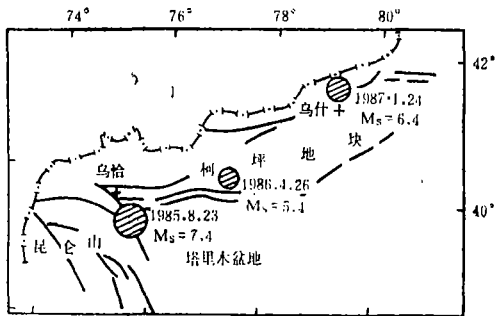 74° 76° 78° 80°
42°
乌什
1987·1.24
Ms=6.4
柯 坪 地 块
乌恰
1986.4.26
Ms=5.4
1985.8.23
Ms=7.4
40°
昆 仑 山
塔里木盆地